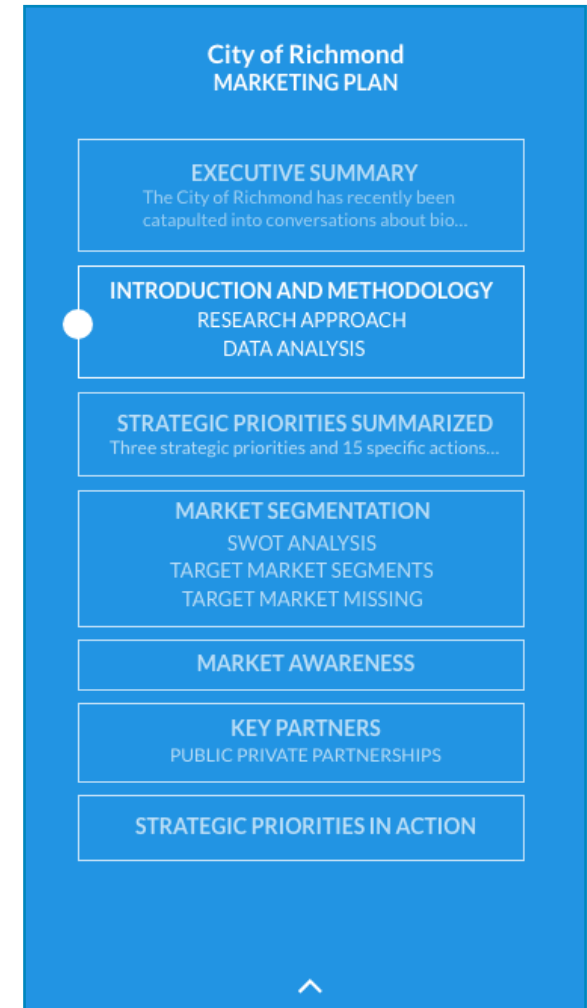 City of Richmond
MARKETING PLAN
EXECUTIVE SUMMARY
The City of Richmond has recently been
catapulted into conversations about bio...
INTRODUCTION AND METHODOLOGY
RESEARCH APPROACH
DATA ANALYSIS
STRATEGIC PRIORITIES SUMMARIZED
Three strategic priorities and 15 specific actions...
MARKET SEGMENTATION
SWOT ANALYSIS
TARGET MARKET SEGMENTS
TARGET MARKET MISSING
MARKET AWARENESS
KEY PARTNERS
PUBLIC PRIVATE PARTNERSHIPS
STRATEGIC PRIORITIES IN ACTION